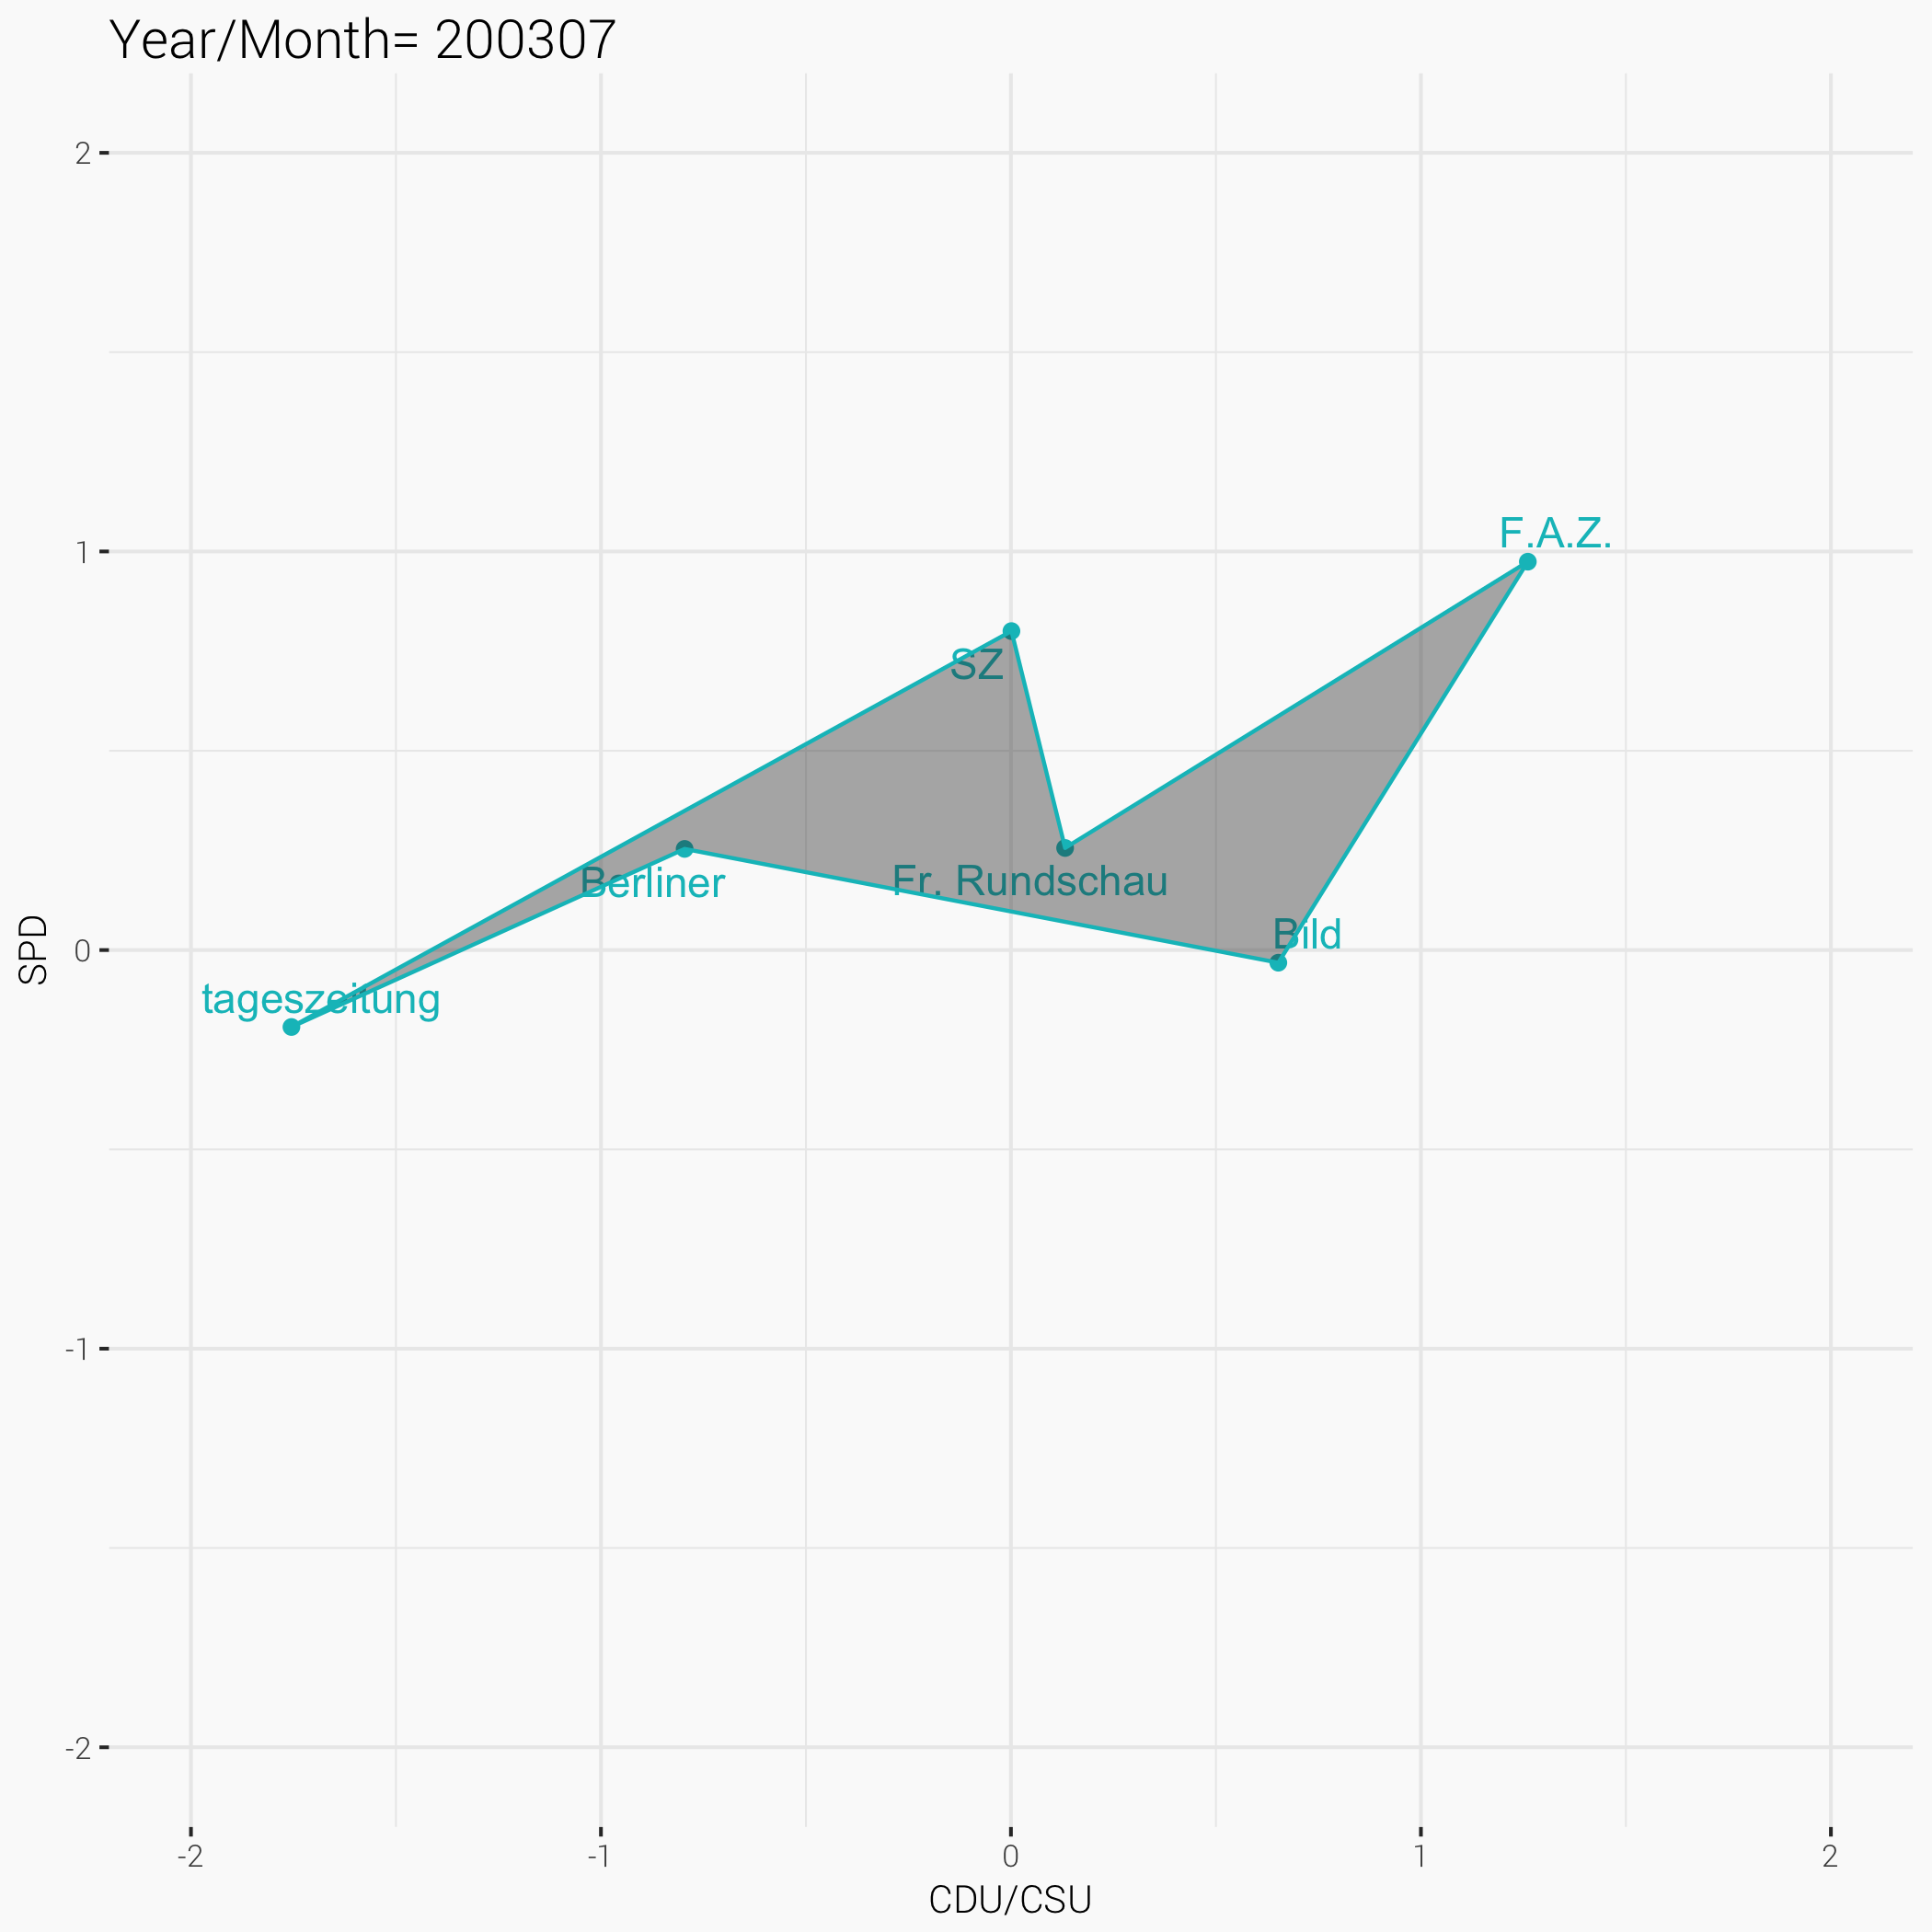 Year/Month= 200307
2
1
0
-1
-2
SPD
F.A.Z.
SZ
Berliner
Fr. Rundschau
Bild
tageszeitung
-2
-1
0
1
2
CDU/CSU